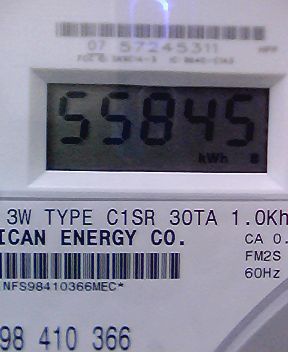 07 57245311
55845
kWh
3W TYPE C1SR 30TA 1.0Kh
ICAN ENERGY CO.
CA 0.
FM2S
60Hz
NFS98410366MEC*
98 410 366